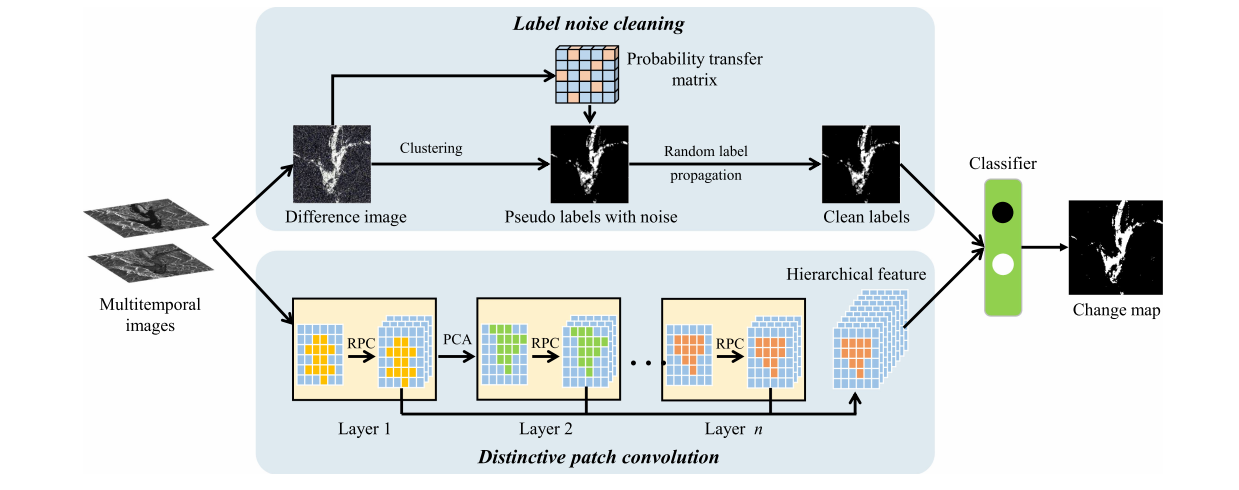 Label noise cleaning
Probability transfer
matrix
Clustering
Random label
propagation
Difference image
Pseudo labels with noise
Clean labels
Classifier
Multitemporal
images
Hierarchical feature
Change map
RPC
PCA
RPC
RPC
Layer 1
Layer 2
Layer n
Distinctive patch convolution